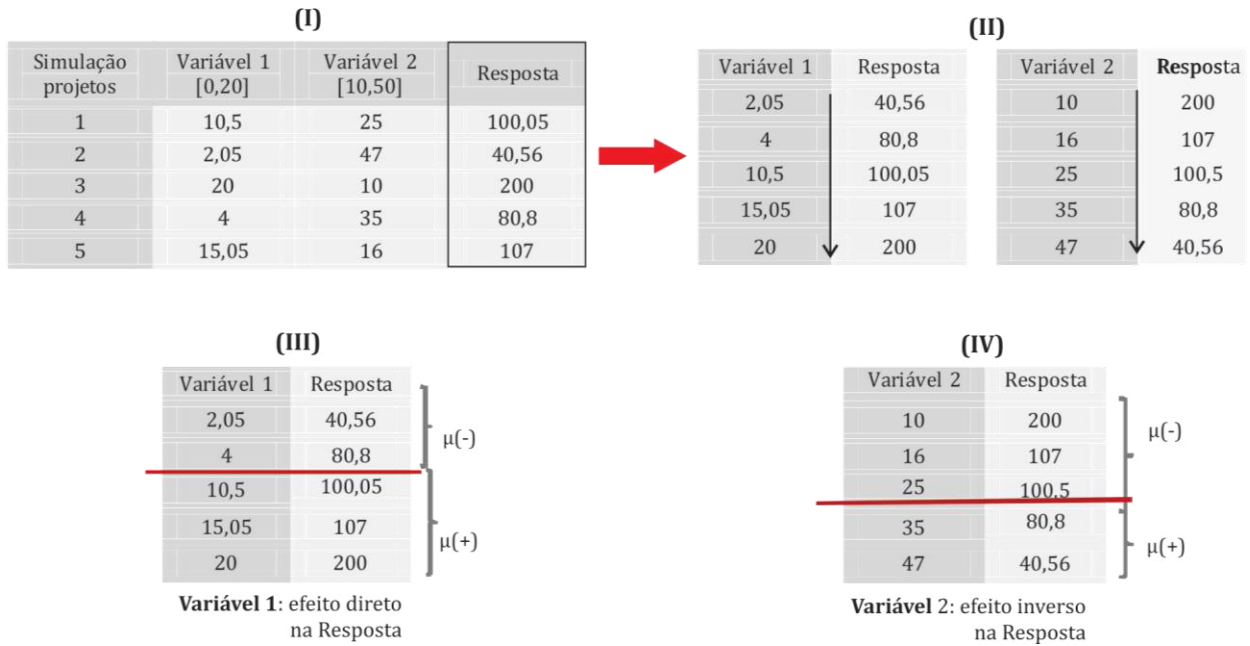 (I)
Simulação projetos Variável 1 [0,20] Variável 2 [10,50] Resposta
1 10,5 25 100,05
2 2,05 47 40,56
3 20 10 200
4 4 35 80,8
5 15,05 16 107
(II)
Variável 1 Resposta
2,05 40,56
4 80,8
10,5 100,05
15,05 107
20 200
Variável 2 Resposta
10 200
16 107
25 100,5
35 80,8
47 40,56
(III)
Variável 1 Resposta
2,05 40,56
4 80,8
10,5 100,05
15,05 107
20 200
μ(-)
μ(+)
Variável 1: efeito direto
na Resposta
(IV)
Variável 2 Resposta
10 200
16 107
25 100,5
35 80,8
47 40,56
μ(-)
μ(+)
Variável 2: efeito inverso
na Resposta